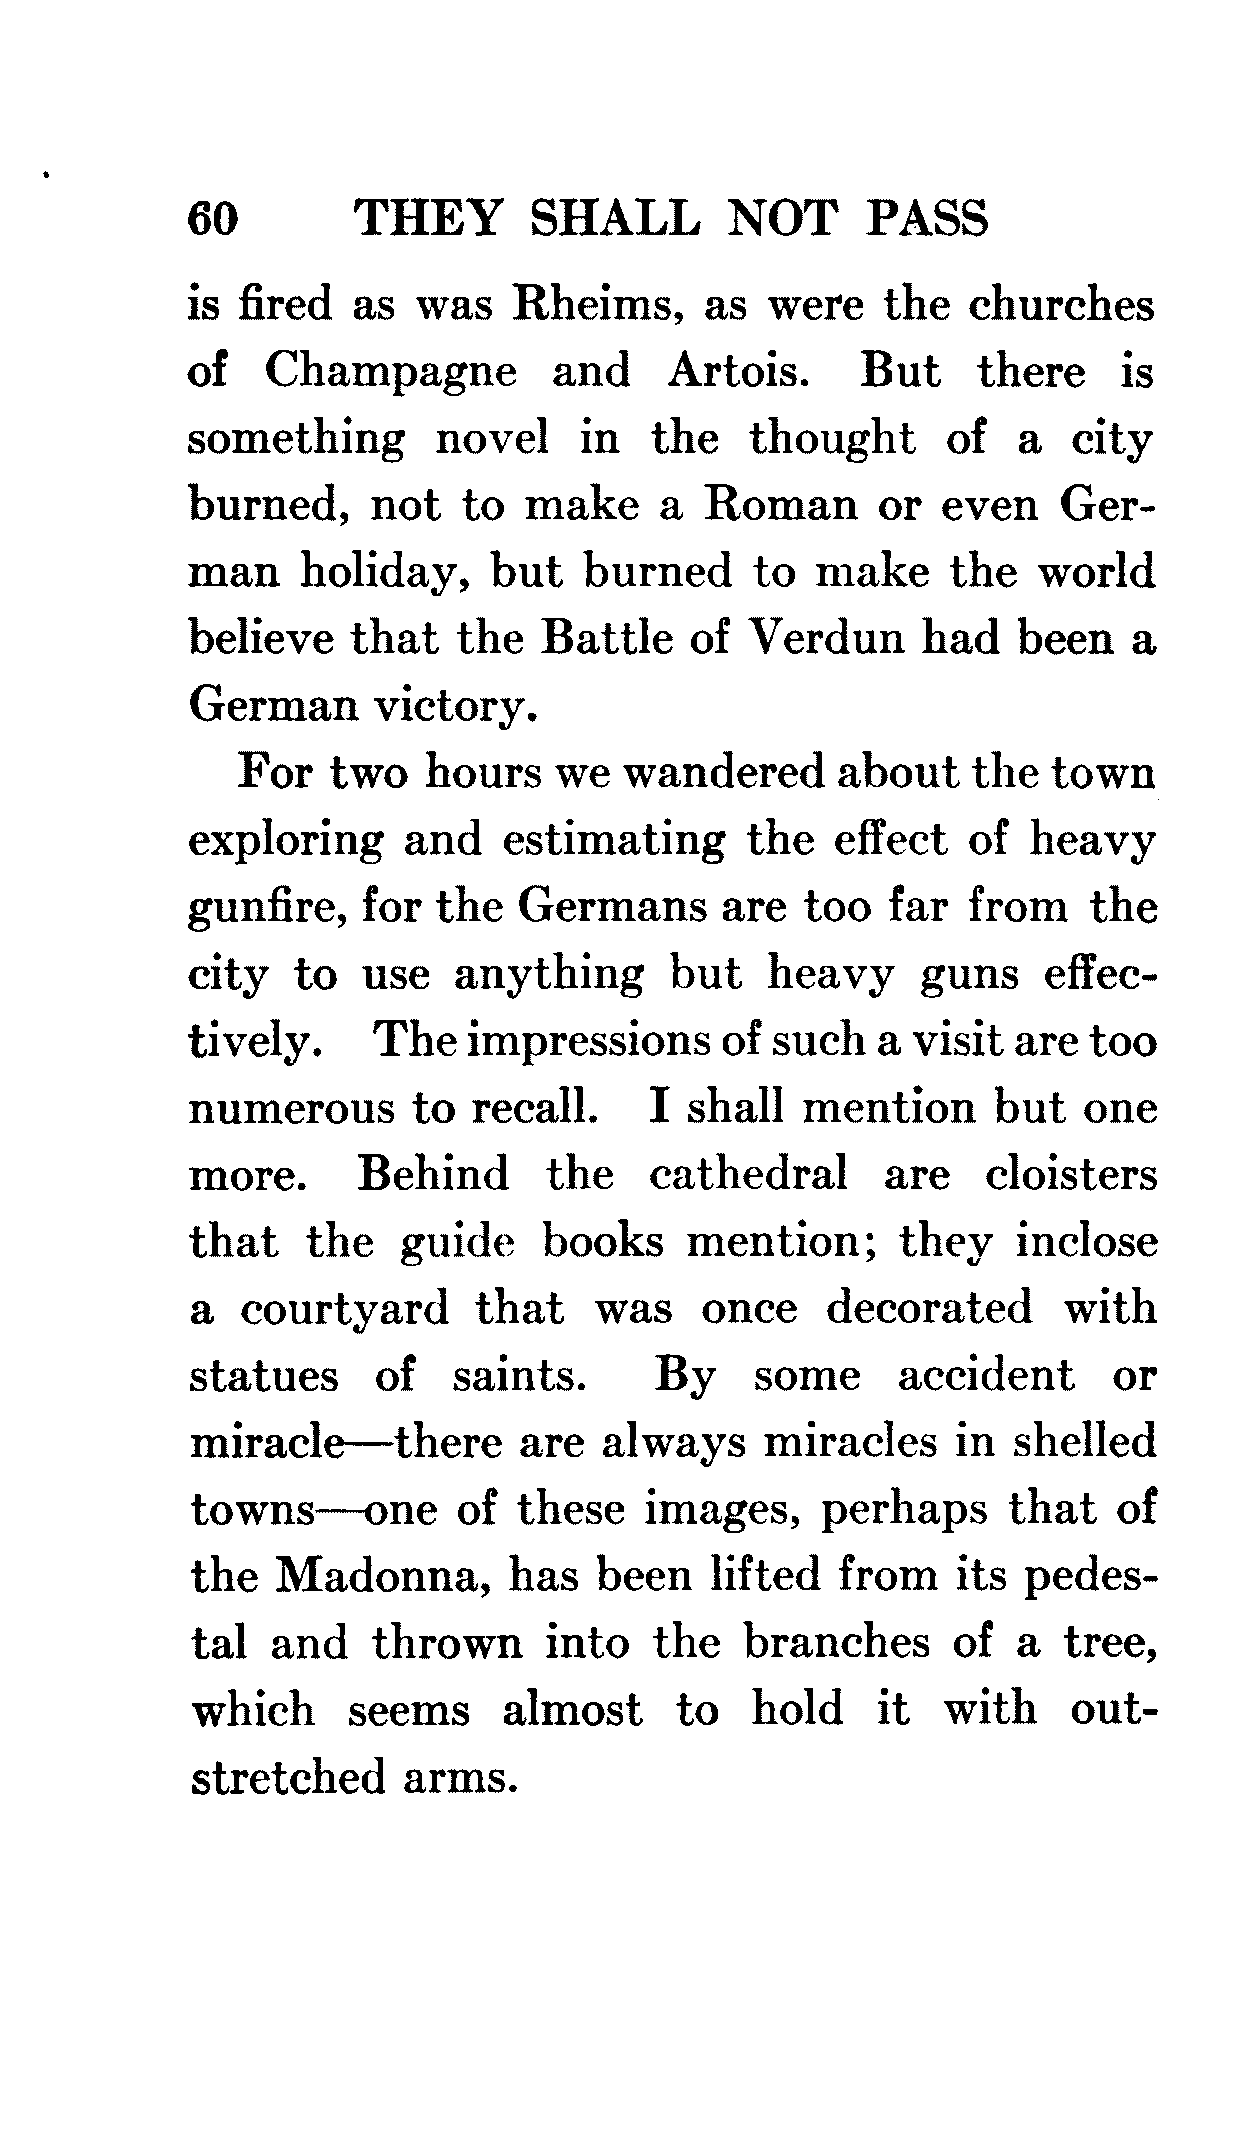 60 THEY SHALL NOT PASS
is fired as was Rheims, as were the churches
of Champagne and Artois. But there is
something novel in the thought of a city
burned, not to make a Roman or even Ger-
man holiday, but burned to make the world
believe that the Battle of Verdun had been a
German victory.
For two hours we wandered about the town
exploring and estimating the effect of heavy
gunfire, for the Germans are too far from the
city to use anything but heavy guns effec-
tively. The impressions of such a visit are too
numerous to recall. I shall mention but one
more. Behind the cathedral are cloisters
that the guide books mention; they inclose
a courtyard that was once decorated with
statues of saints. By some accident or
miracle—there are always miracles in shelled
towns—one of these images, perhaps that of
the Madonna, has been lifted from its pedes-
tal and thrown into the branches of a tree,
which seems almost to hold it with out-
stretched arms.